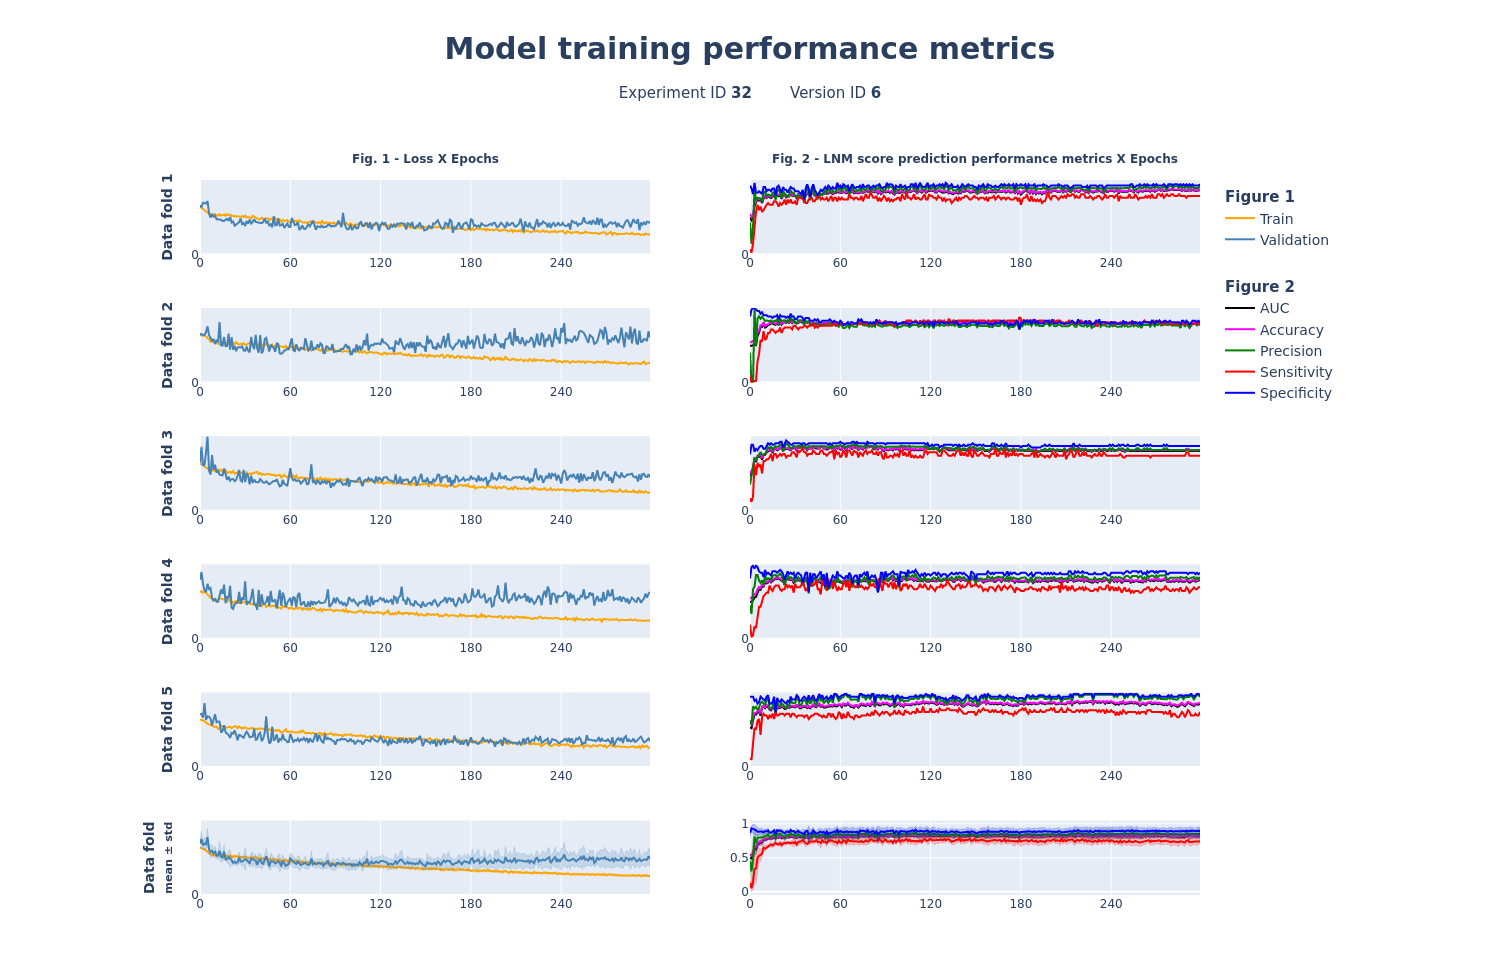 Model training performance metrics
Experiment ID 32 Version ID 6
Fig. 1 - Loss X Epochs
Fig. 2 - LNM score prediction performance metrics X Epochs
Data fold 1
0
0 60 120 180 240
0
0 60 120 180 240
Figure 1
Train
Validation
Figure 2
AUC
Accuracy
Precision
Sensitivity
Specificity
Data fold 2
0
0 60 120 180 240
0
0 60 120 180 240
Data fold 3
0
0 60 120 180 240
0
0 60 120 180 240
Data fold 4
0
0 60 120 180 240
0
0 60 120 180 240
Data fold 5
0
0 60 120 180 240
0
0 60 120 180 240
Data fold
mean ± std
0
0 60 120 180 240
1
0.5
0
0 60 120 180 240